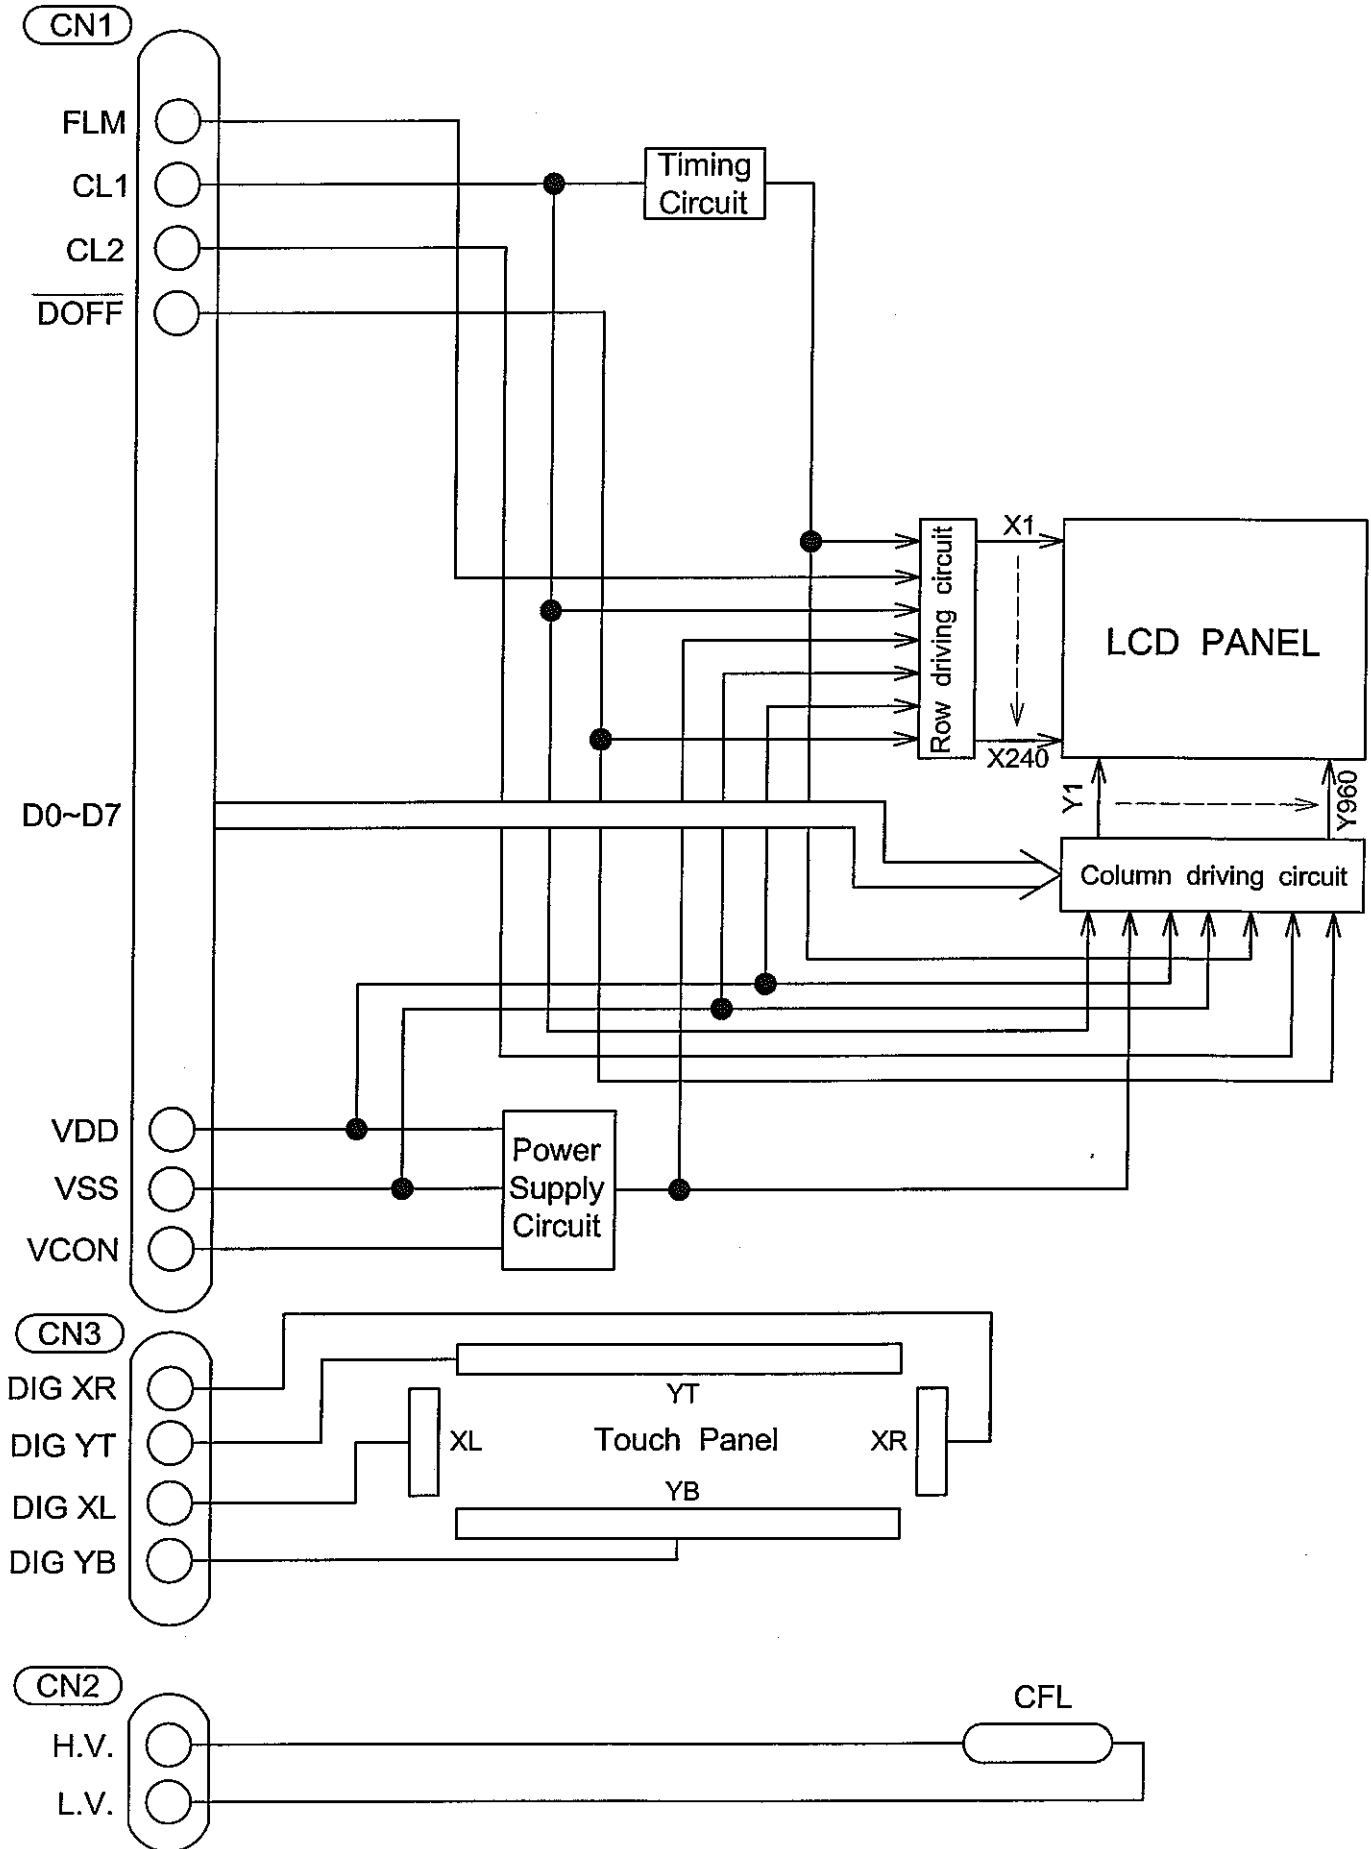 CN1
FLM
CL1
CL2
DOFF
Timing
Circuit
Row driving circuit
X1
X240
LCD PANEL
Y1
Y960
D0~D7
Column driving circuit
VDD
VSS
VCON
Power
Supply
Circuit
CN3
DIG XR
DIG YT
DIG XL
DIG YB
YT
XL
Touch Panel
XR
YB
CN2
H.V.
L.V.
CFL